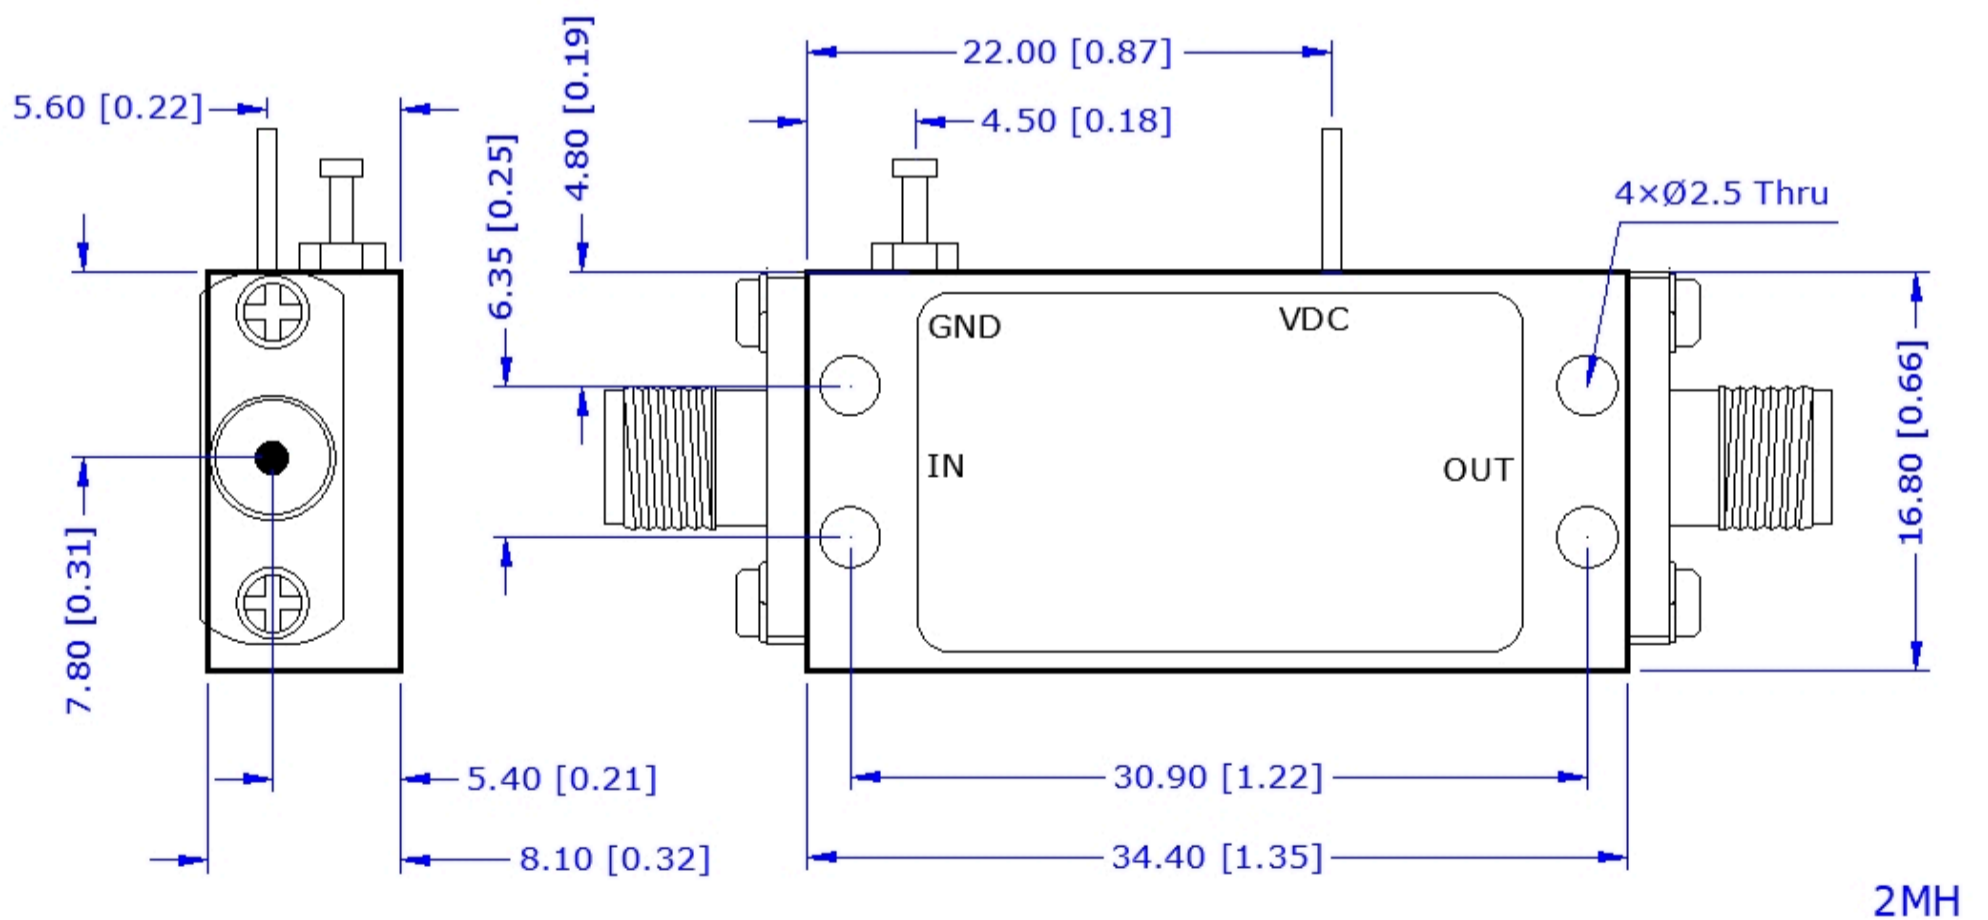 22.00 [0.87]
5.60 [0.22]
4.80 [0.19]
4.50 [0.18]
6.35 [0.25]
4×Ø2.5 Thru
GND
VDC
IN
OUT
16.80 [0.66]
7.80 [0.31]
5.40 [0.21]
30.90 [1.22]
8.10 [0.32]
34.40 [1.35]
2MH